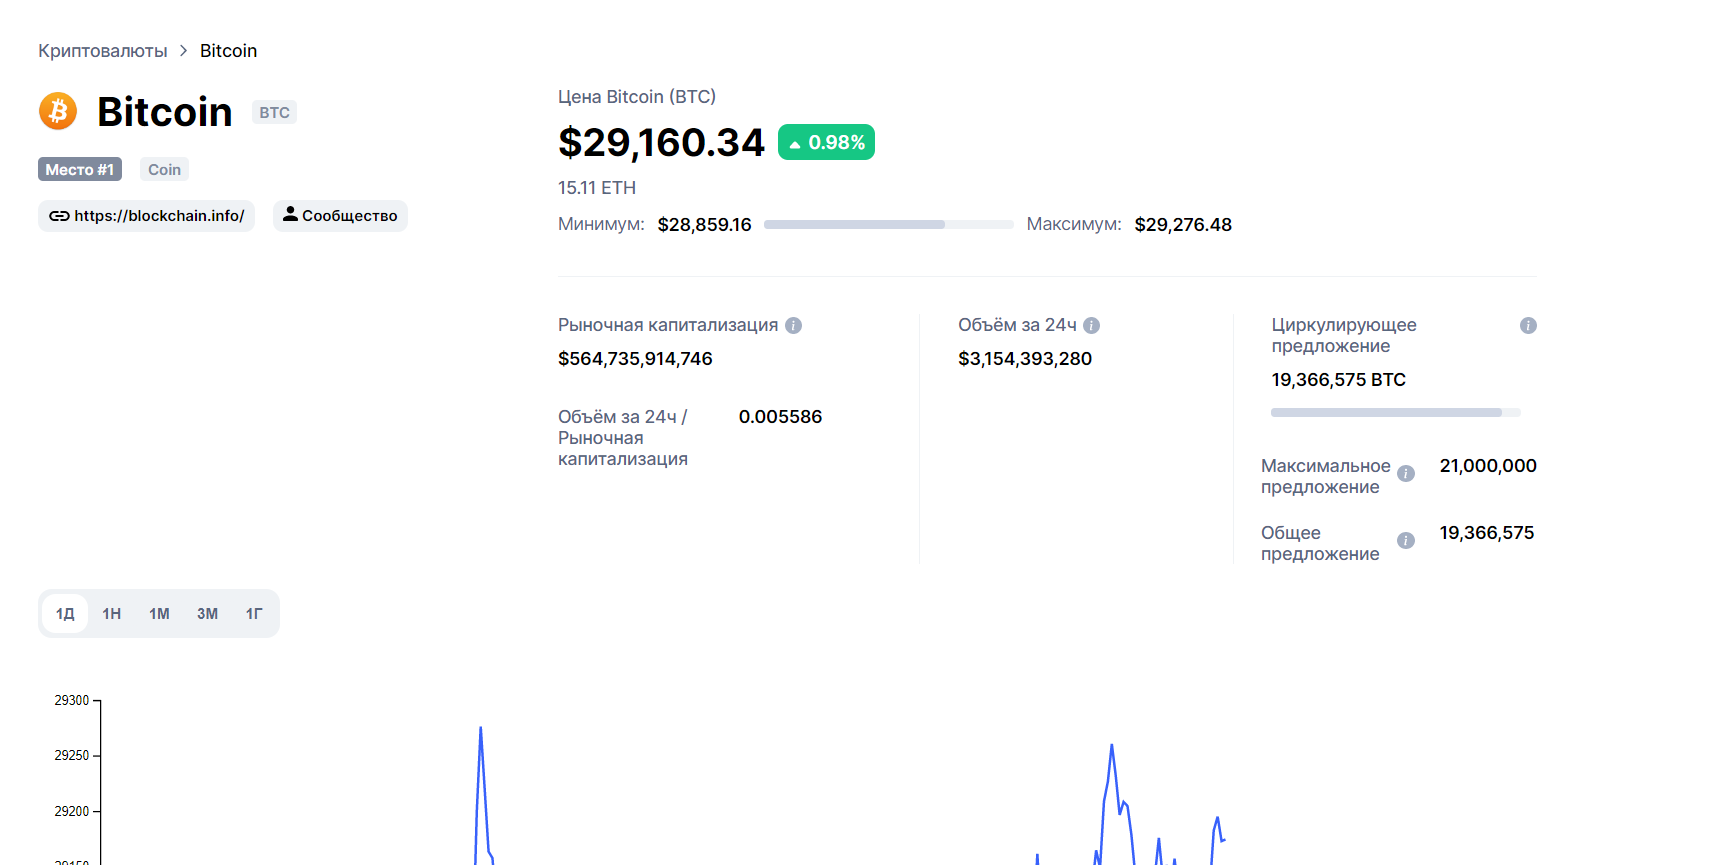 Криптовалюты > Bitcoin
Bitcoin BTC
Место #1 Coin
https://blockchain.info/ Сообщество
Цена Bitcoin (BTC)
$29,160.34 0.98%
15.11 ETH
Минимум: $28,859.16 Максимум: $29,276.48
Рыночная капитализация
$564,735,914,746
Объём за 24ч /
Рыночная
капитализация
0.005586
Объём за 24ч
$3,154,393,280
Циркулирующее
предложение
19,366,575 BTC
Максимальное
предложение
21,000,000
Общее
предложение
19,366,575
1Д 1Н 1М 3М 1Г
29300
29250
29200